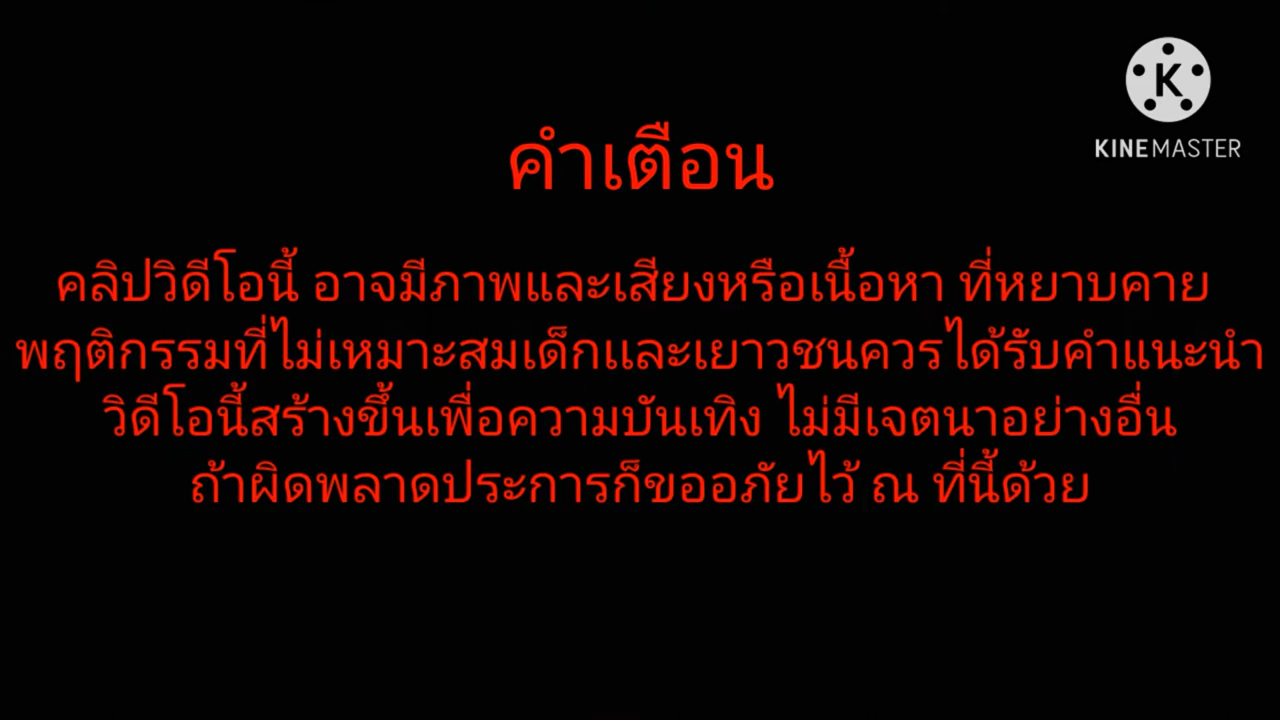 K
KINEMASTER
คำเตือน
คลิปวิดีโอนี้ อาจมีภาพและเสียงหรือเนื้อหา ที่หยาบคาย
พฤติกรรมที่ไม่เหมาะสมเด็กและเยาวชนควรได้รับคำแนะนำ
วิดีโอนี้สร้างขึ้นเพื่อความบันเทิง ไม่มีเจตนาอย่างอื่น
ถ้าผิดพลาดประการก็ขออภัยไว้ ณ ที่นี้ด้วย